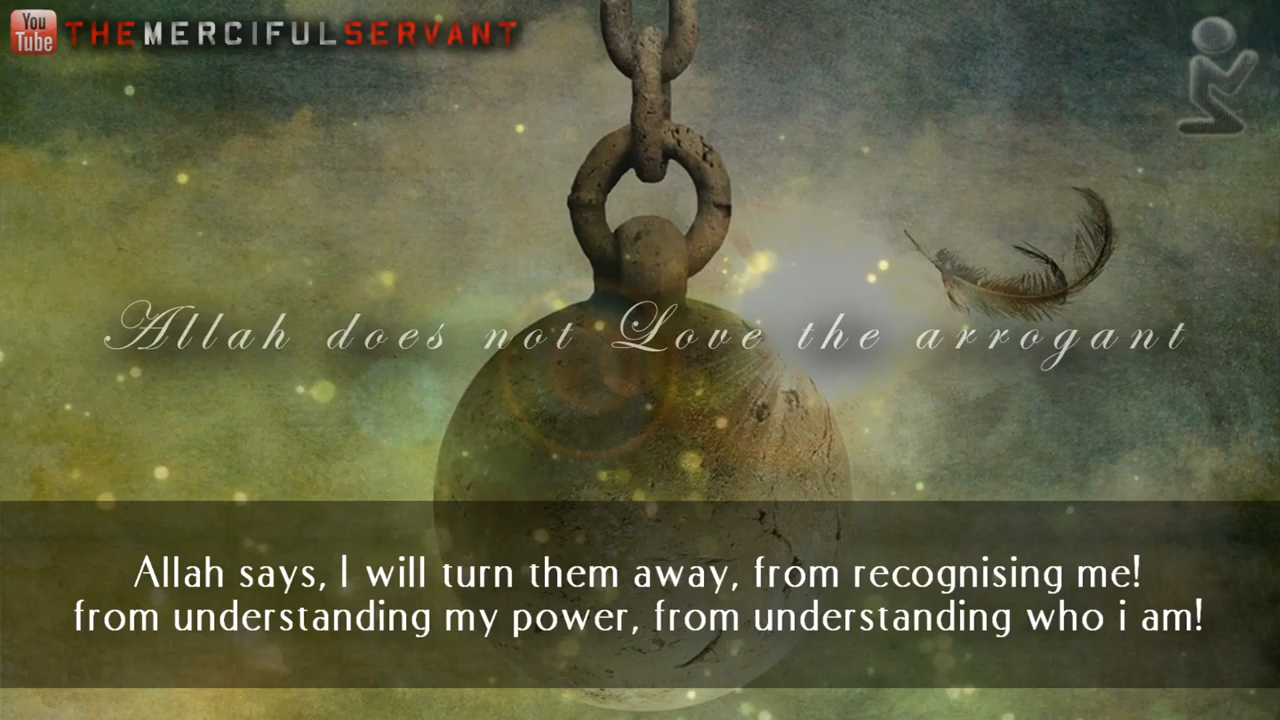 You
Tube
THEMERCIFULSERVANT
Allah does not Love the arrogant
Allah says, I will turn them away, from recognising me!
from understanding my power, from understanding who i am!